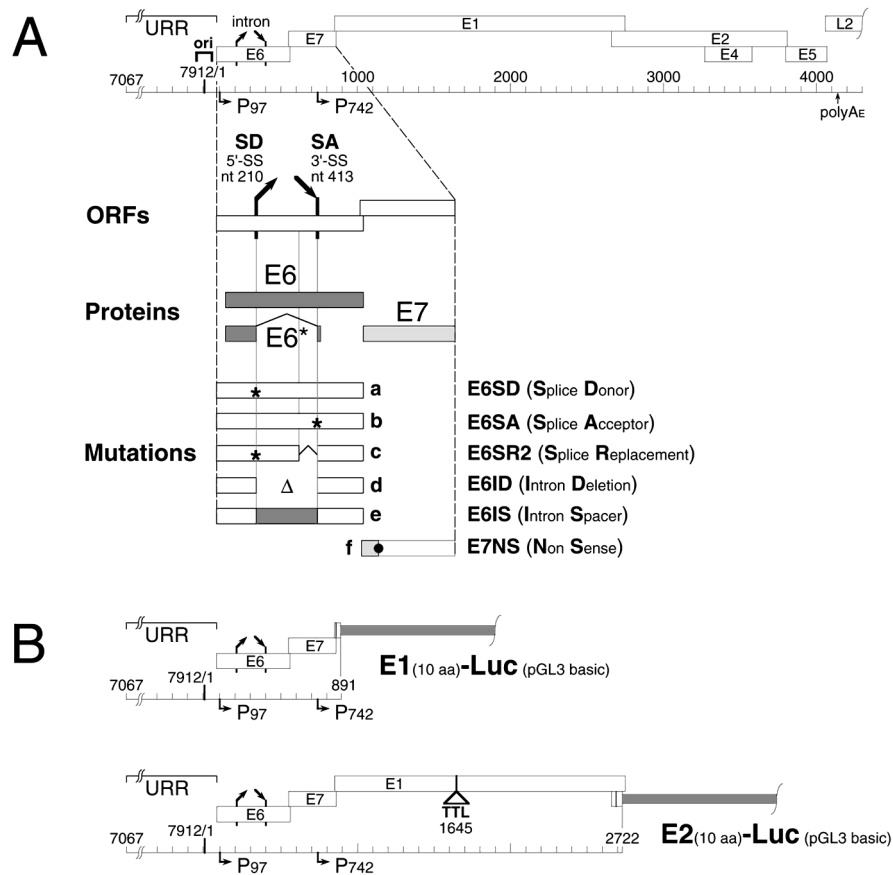 A
URR
intron
ori
E6
E7
E1
E2
E4
E5
L2
7067
7912/1
1000
2000
3000
4000
P97
P742
polyAE
SD
5'-SS
nt 210
SA
3'-SS
nt 413
ORFs
Proteins
E6
E6*
E7
Mutations
* a E6SD (Splice Donor)
* b E6SA (Splice Acceptor)
* c E6SR2 (Splice Replacement)
Δ d E6ID (Intron Deletion)
e E6IS (Intron Spacer)
f E7NS (Non Sense)
B
URR
E6
E7
E1(10 aa)-Luc (pGL3 basic)
7067
7912/1
891
P97
P742
URR
E6
E7
E1
TTL
1645
2722
E2(10 aa)-Luc (pGL3 basic)
7067
7912/1
P97
P742